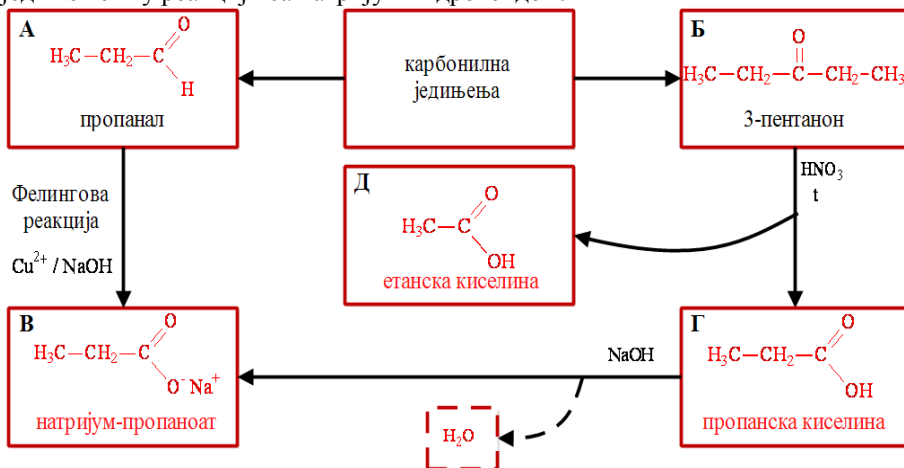 А
H₃C—CH₂—C
O
H
пропанал
карбонилна
једињења
Б
O
H₃C—CH₂—C—CH₂—CH₃
3-пентанон
Фелингова
реакција
Cu²⁺ / NaOH
HNO₃
t
Д
H₃C—C
O
OH
етанска киселина
В
H₃C—CH₂—C
O
O⁻ Na⁺
натријум-пропаноат
NaOH
H₂O
Г
H₃C—CH₂—C
O
OH
пропанска киселина